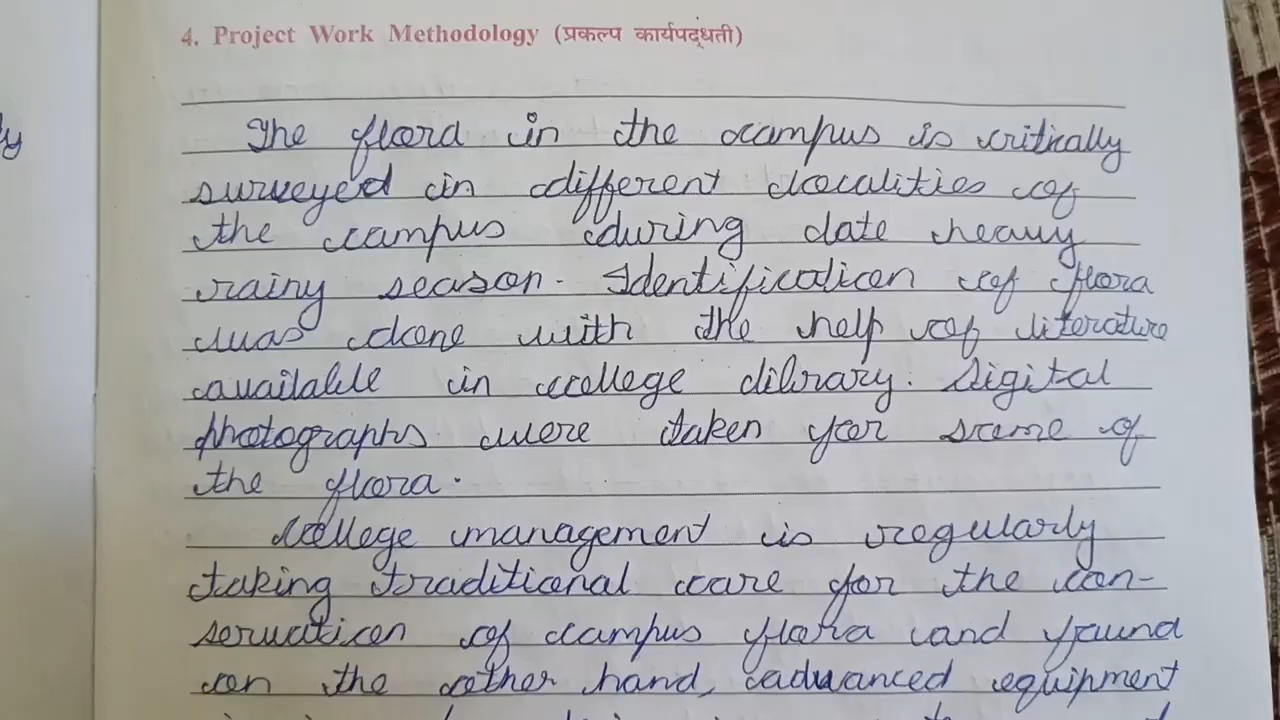 4. Project Work Methodology (प्रकल्प कार्यपद्धती)
The flora in the campus is critically
surveyed in different localities of
the campus during late heavy
rainy season. Identification of flora
was done with the help of literature
available in college library. Digital
photographs were taken for some of
the flora.
College management is regularly
taking traditional care for the con-
servation of campus flora and found
on the other hand, advanced equipment